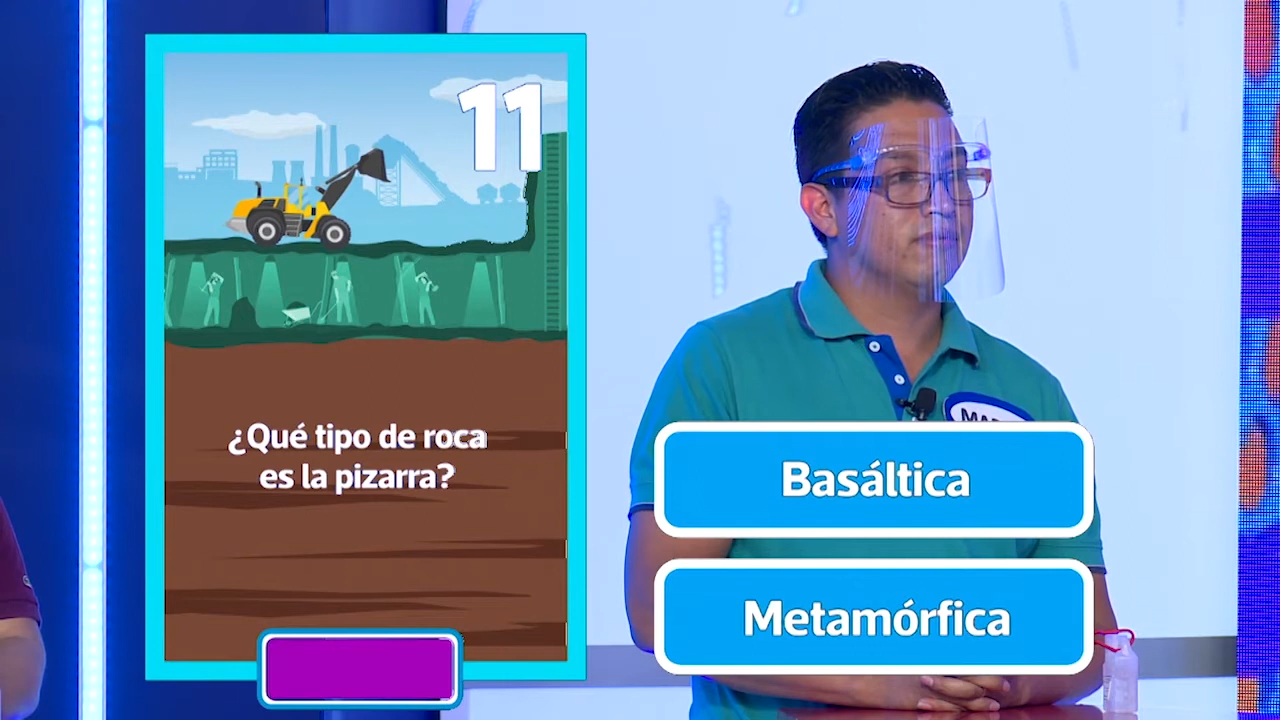 11
¿Qué tipo de roca
es la pizarra?
Basáltica
Metamórfica